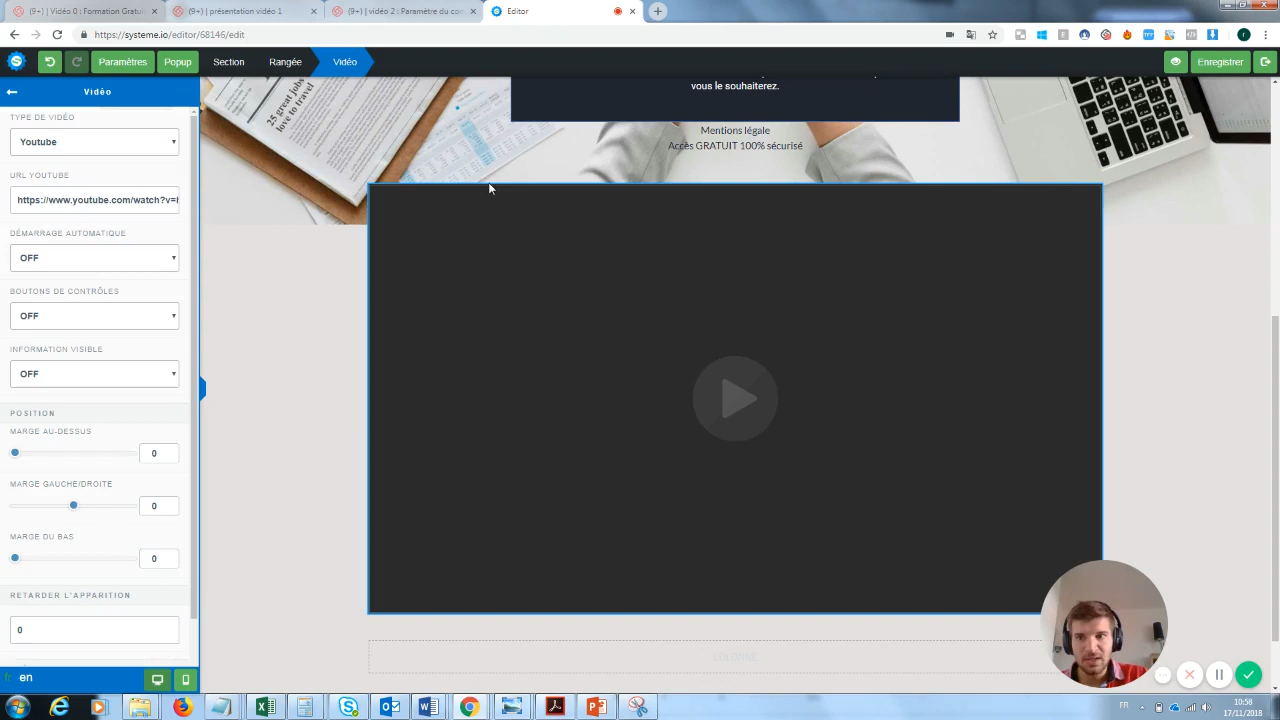 (9+) | Vidéo 0 : Formation Gratui
(9+) | présentation vidéo 1
(9+) | vidéo 2 : Paramètre du co
Editor
https://systeme.io/editor/68146/edit
Paramètres
Popup
Section
Rangée
Vidéo
Enregistrer
Vidéo
TYPE DE VIDÉO
Youtube
URL YOUTUBE
https://www.youtube.com/watch?v=
DÉMARRAGE AUTOMATIQUE
OFF
BOUTONS DE CONTRÔLES
OFF
INFORMATION VISIBLE
OFF
POSITION
MARGE AU-DESSUS
0
MARGE GAUCHE/DROITE
0
MARGE DU BAS
0
RETARDER L'APPARITION
0
fr en
25 great jobs
love to travel
vous le souhaiterez.
Mentions légale
Accès GRATUIT 100% sécurisé
COLONNE
FR
10:58
17/11/2018